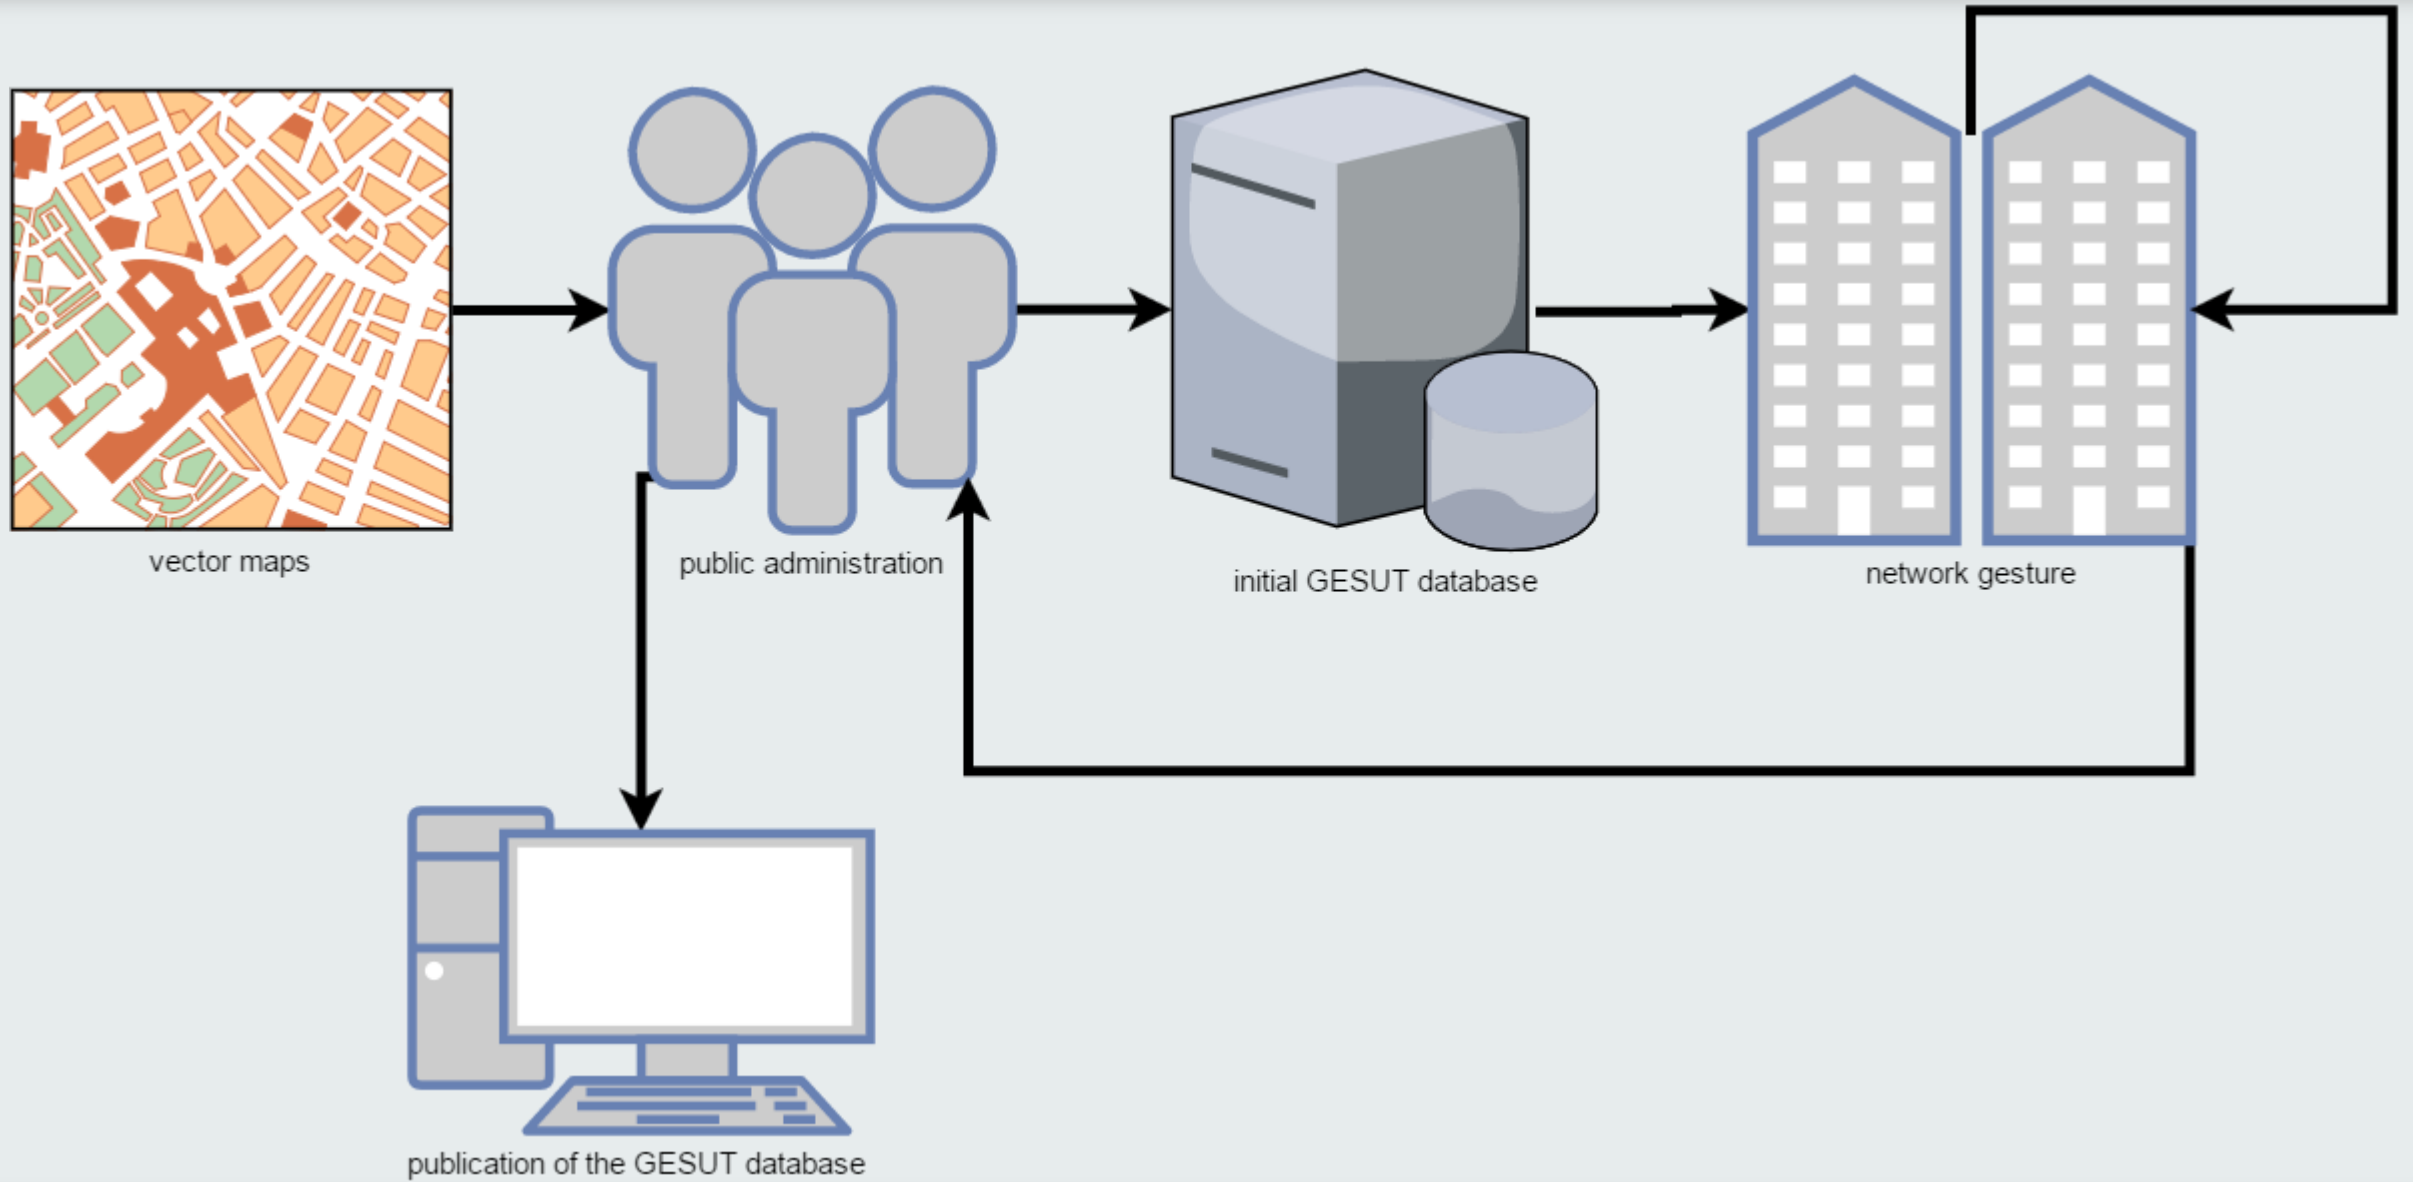 vector maps
public administration
initial GESUT database
network gesture
publication of the GESUT database